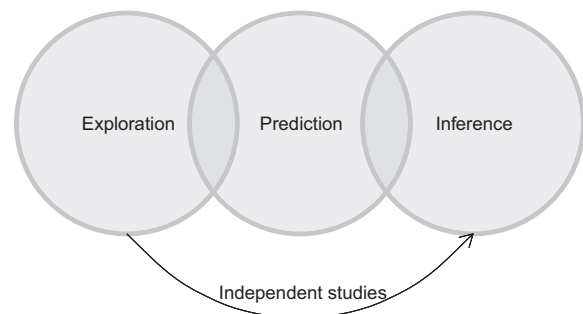 Exploration
Prediction
Inference
Independent studies